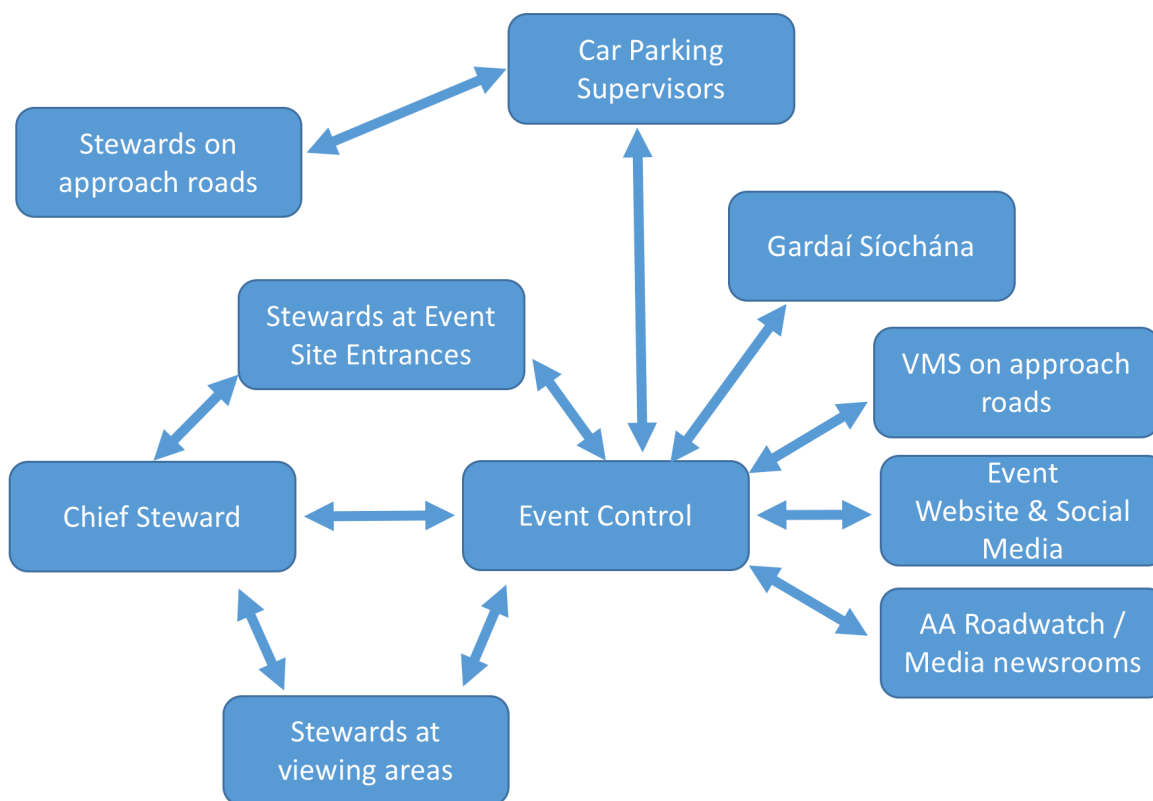 Car Parking
Supervisors
Stewards on
approach roads
Gardaí Síochána
Stewards at Event
Site Entrances
VMS on approach
roads
Chief Steward
Event Control
Event
Website & Social
Media
AA Roadwatch /
Media newsrooms
Stewards at
viewing areas